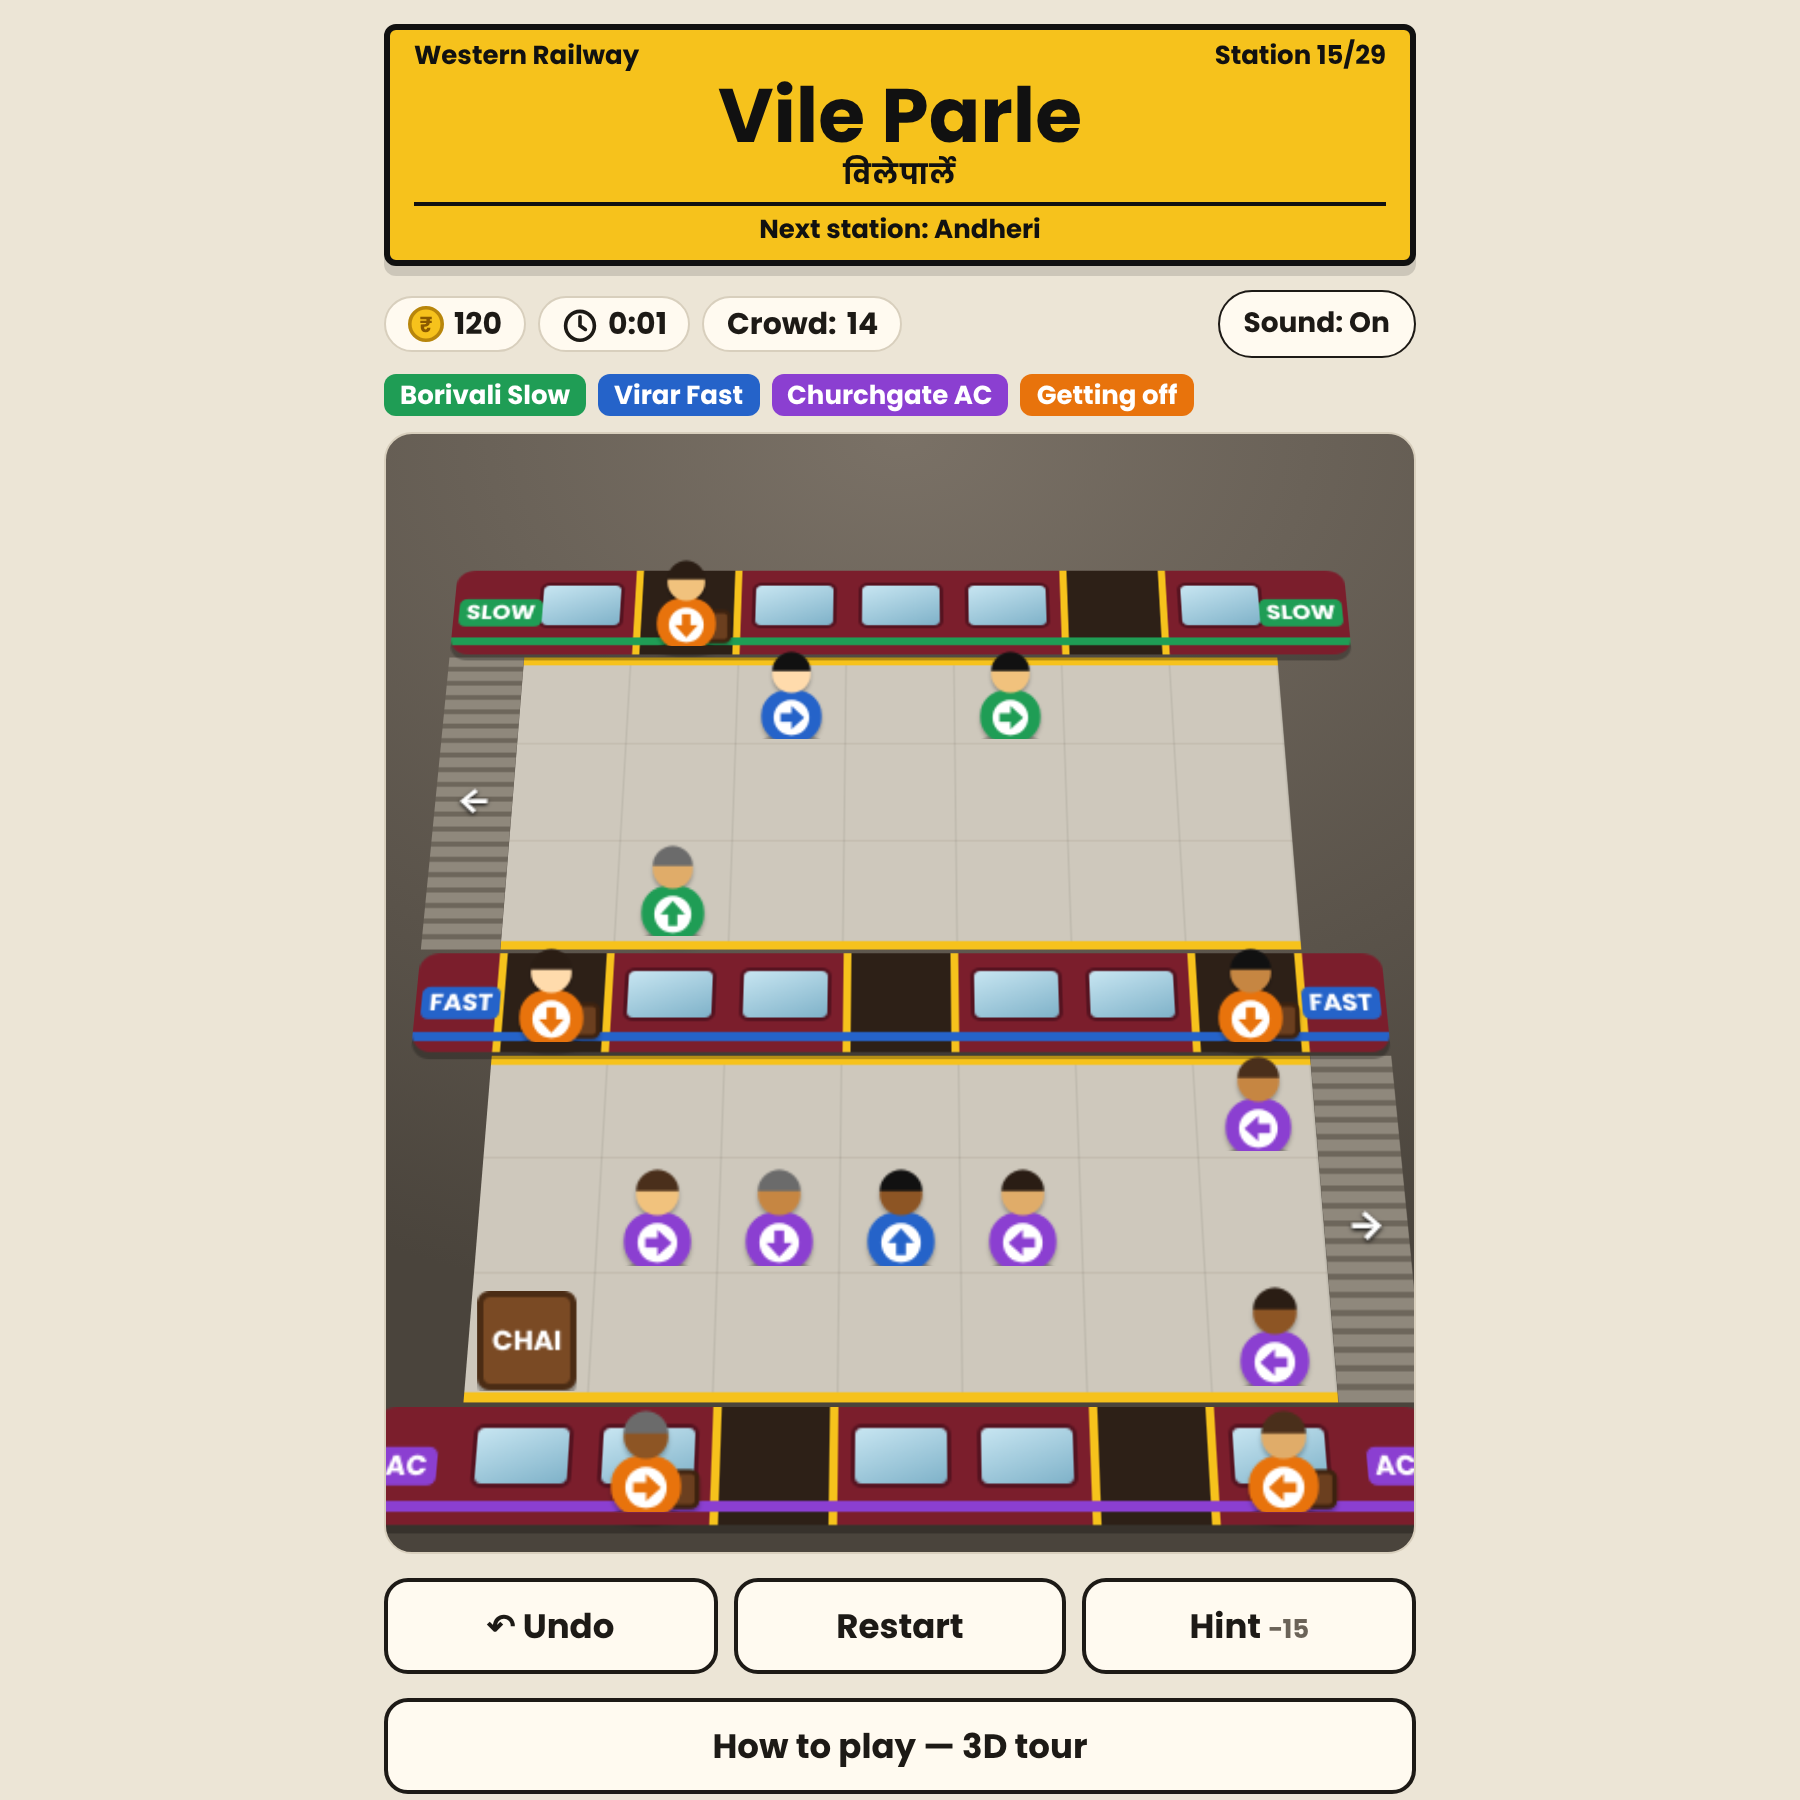 Western Railway
Station 15/29
Vile Parle
विलेपार्ले
Next station: Andheri
₹ 120
0:01
Crowd: 14
Sound: On
Borivali Slow
Virar Fast
Churchgate AC
Getting off
SLOW
SLOW
FAST
FAST
CHAI
AC
AC
↶ Undo
Restart
Hint -15
How to play — 3D tour